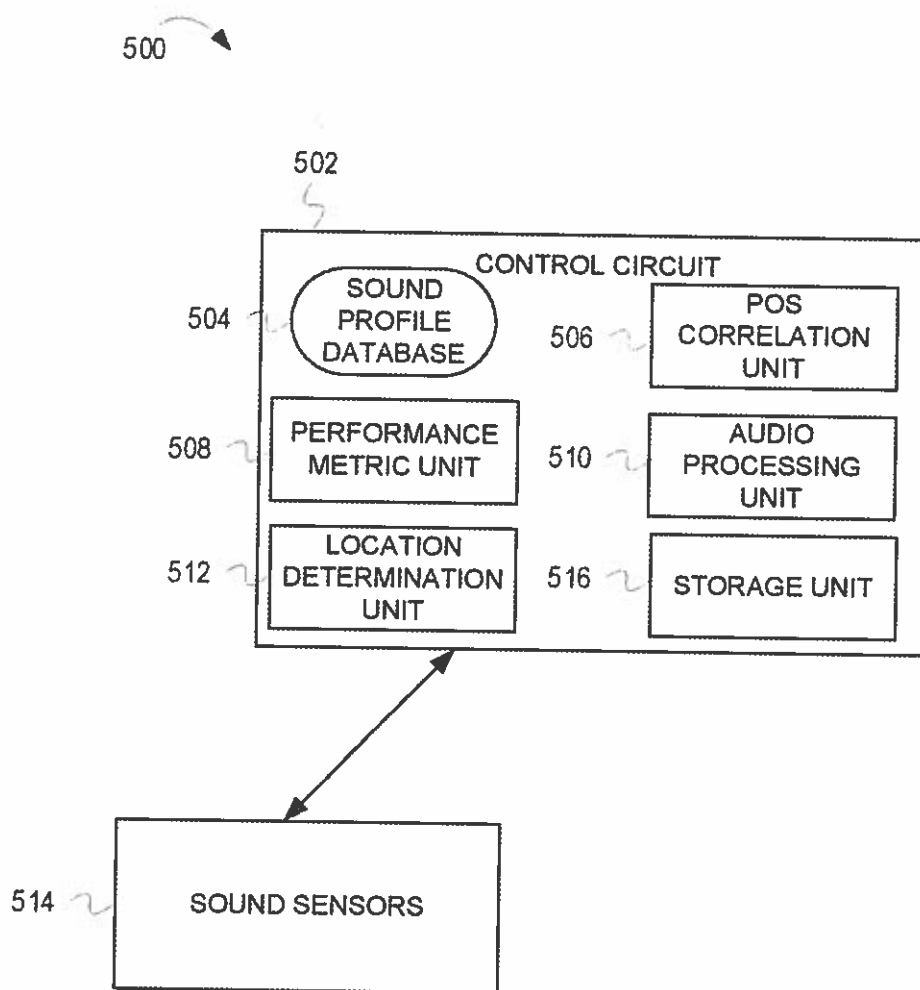 500
502
CONTROL CIRCUIT
504
SOUND
PROFILE
DATABASE
506
POS
CORRELATION
UNIT
508
PERFORMANCE
METRIC UNIT
510
AUDIO
PROCESSING
UNIT
512
LOCATION
DETERMINATION
UNIT
516
STORAGE UNIT
514
SOUND SENSORS